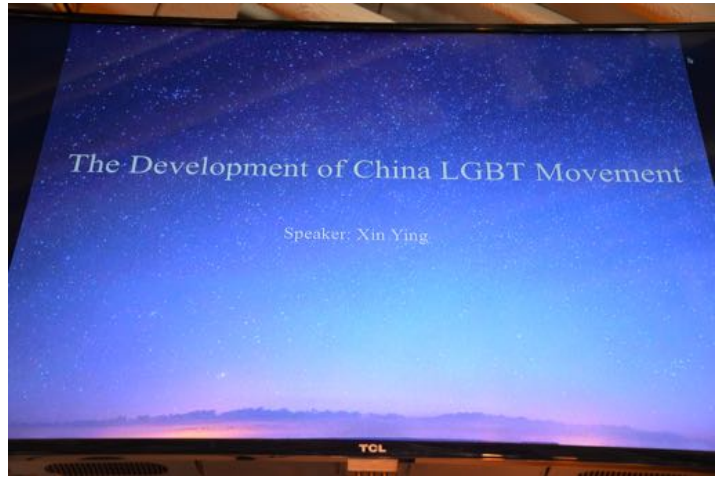 The Development of China LGBT Movement
Speaker: Xin Ying
TCL